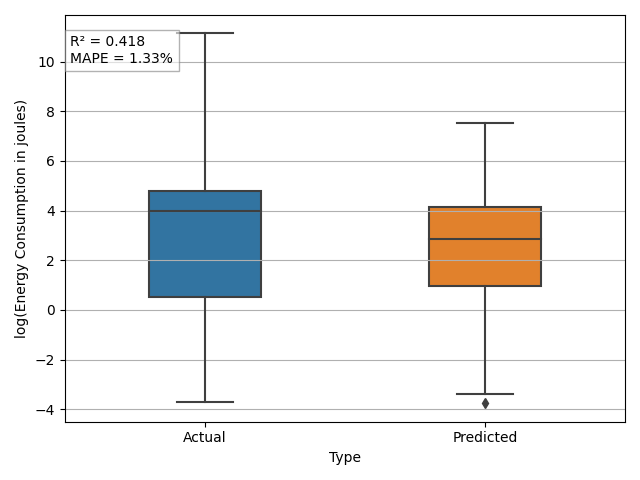 R² = 0.418
MAPE = 1.33%
10
8
6
4
2
0
−2
−4
log(Energy Consumption in joules)
Actual
Predicted
Type